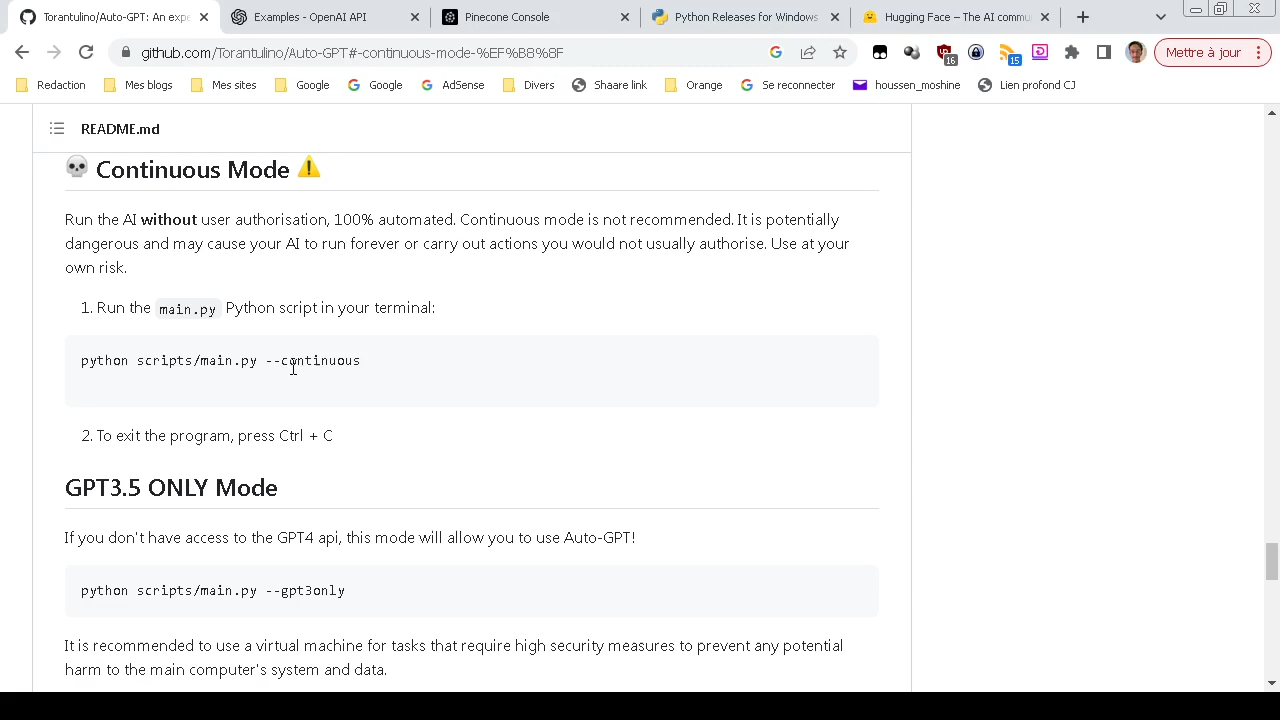 Torantulino/Auto-GPT: An expe
Examples - OpenAI API
Pinecone Console
Python Releases for Windows
Hugging Face – The AI commu
github.com/Torantulino/Auto-GPT#-continuous-mode-%EF%B8%8F
16
15
Mettre à jour
Redaction
Mes blogs
Mes sites
Google
Google
AdSense
Divers
Shaare link
Orange
Se reconnecter
houssen_moshine
Lien profond CJ
README.md
💀 Continuous Mode ⚠️
Run the AI without user authorisation, 100% automated. Continuous mode is not recommended. It is potentially
dangerous and may cause your AI to run forever or carry out actions you would not usually authorise. Use at your
own risk.
1. Run the main.py Python script in your terminal:
python scripts/main.py --continuous
2. To exit the program, press Ctrl + C
GPT3.5 ONLY Mode
If you don't have access to the GPT4 api, this mode will allow you to use Auto-GPT!
python scripts/main.py --gpt3only
It is recommended to use a virtual machine for tasks that require high security measures to prevent any potential
harm to the main computer's system and data.